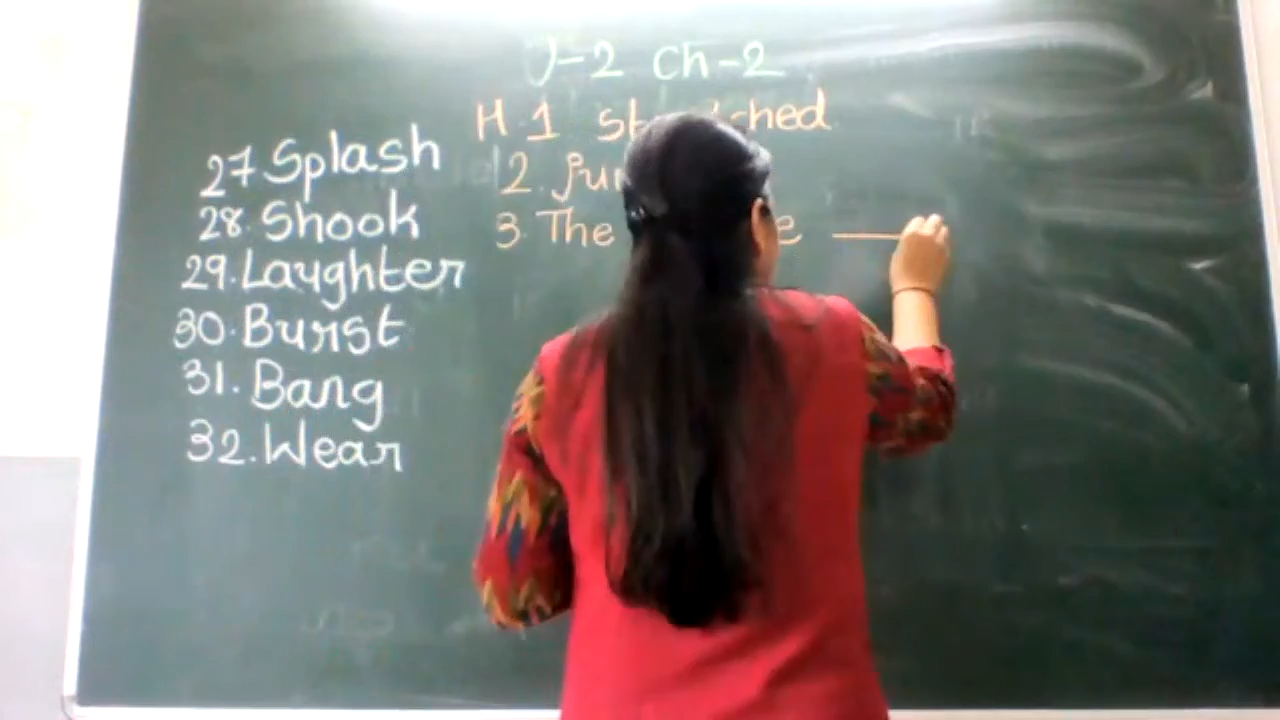 U-2 Ch-2
27 Splash
28. Shook
29. Laughter
30. Burst
31. Bang
32. Wear
H. 1
2.
3. The